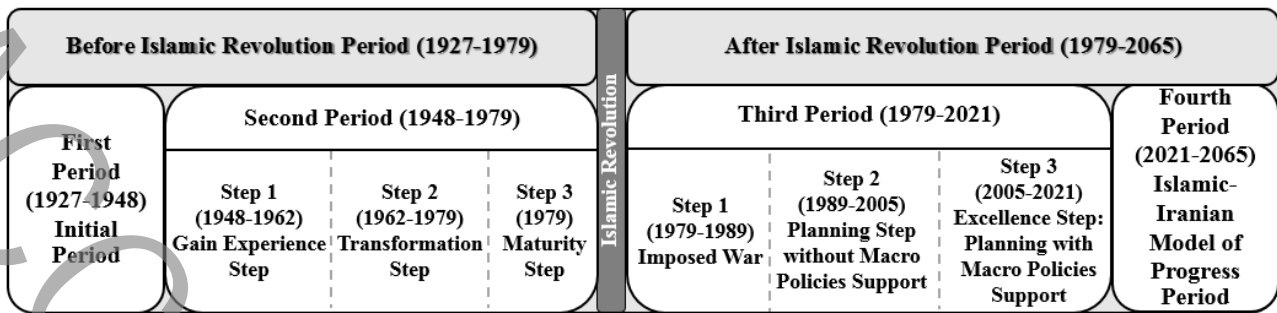 Before Islamic Revolution Period (1927-1979)
First
Period
(1927-1948)
Initial
Period
Second Period (1948-1979)
Step 1
(1948-1962)
Gain Experience
Step
Step 2
(1962-1979)
Transformation
Step
Step 3
(1979)
Maturity
Step
Islamic Revolution
After Islamic Revolution Period (1979-2065)
Third Period (1979-2021)
Step 1
(1979-1989)
Imposed War
Step 2
(1989-2005)
Planning Step
without Macro
Policies Support
Step 3
(2005-2021)
Excellence Step:
Planning with
Macro Policies
Support
Fourth
Period
(2021-2065)
Islamic-
Iranian
Model of
Progress
Period